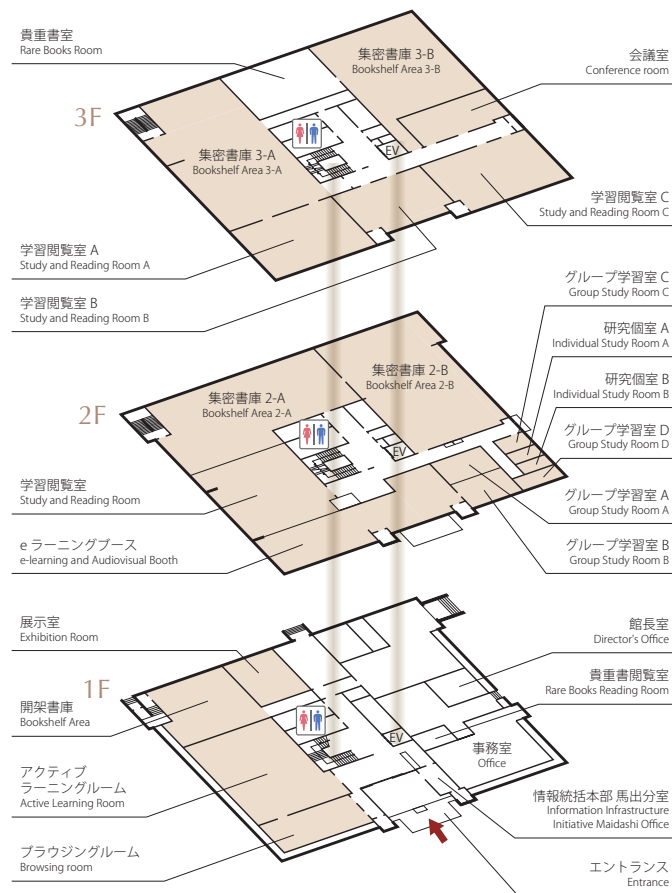 貴重書室
Rare Books Room
集密書庫 3-B
Bookshelf Area 3-B
会議室
Conference room
3F
集密書庫 3-A
Bookshelf Area 3-A
EV
学習閲覧室 C
Study and Reading Room C
学習閲覧室 A
Study and Reading Room A
学習閲覧室 B
Study and Reading Room B
グループ学習室 C
Group Study Room C
研究個室 A
Individual Study Room A
研究個室 B
Individual Study Room B
グループ学習室 D
Group Study Room D
グループ学習室 A
Group Study Room A
グループ学習室 B
Group Study Room B
2F
集密書庫 2-A
Bookshelf Area 2-A
集密書庫 2-B
Bookshelf Area 2-B
EV
学習閲覧室
Study and Reading Room
e ラーニングブース
e-learning and Audiovisual Booth
展示室
Exhibition Room
1F
開架書庫
Bookshelf Area
アクティブ
ラーニングルーム
Active Learning Room
ブラウジングルーム
Browsing room
EV
館長室
Director's Office
貴重書閲覧室
Rare Books Reading Room
事務室
Office
情報統括本部 馬出分室
Information Infrastructure
Initiative Maidashi Office
エントランス
Entrance